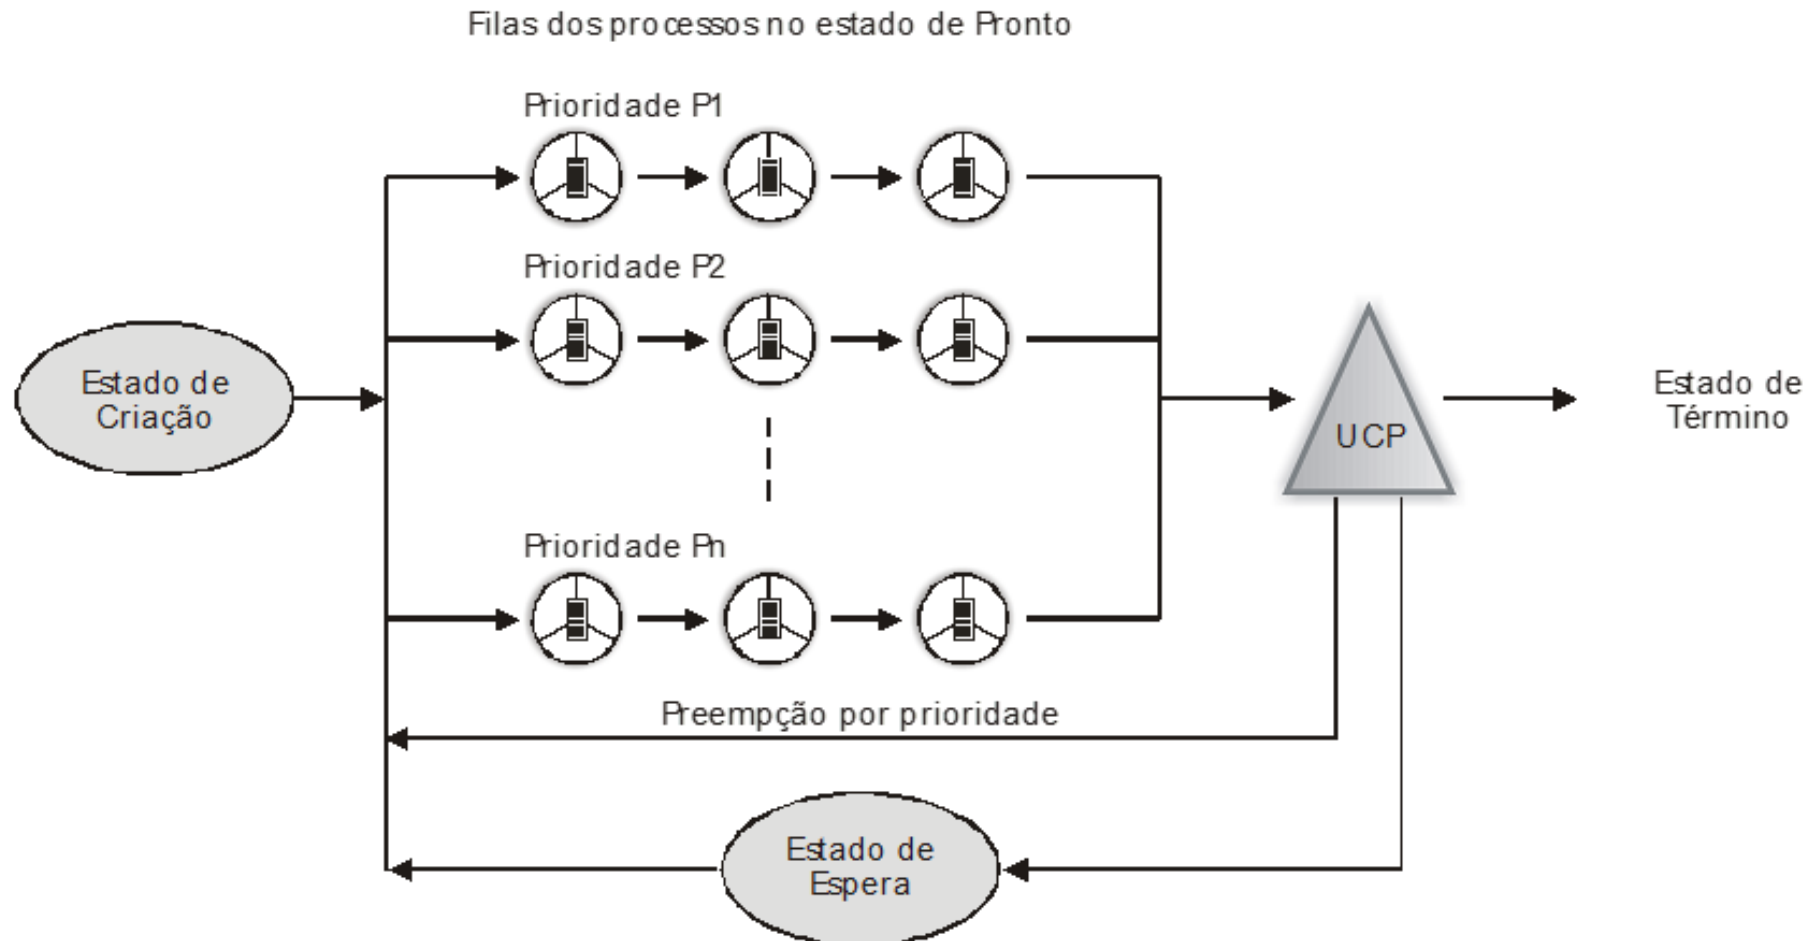 Filas dos processos no estado de Pronto
Prioridade P1
Prioridade P2
Estado de
Criação
Estado de
Término
UCP
Prioridade Pn
Preempção por prioridade
Estado de
Espera